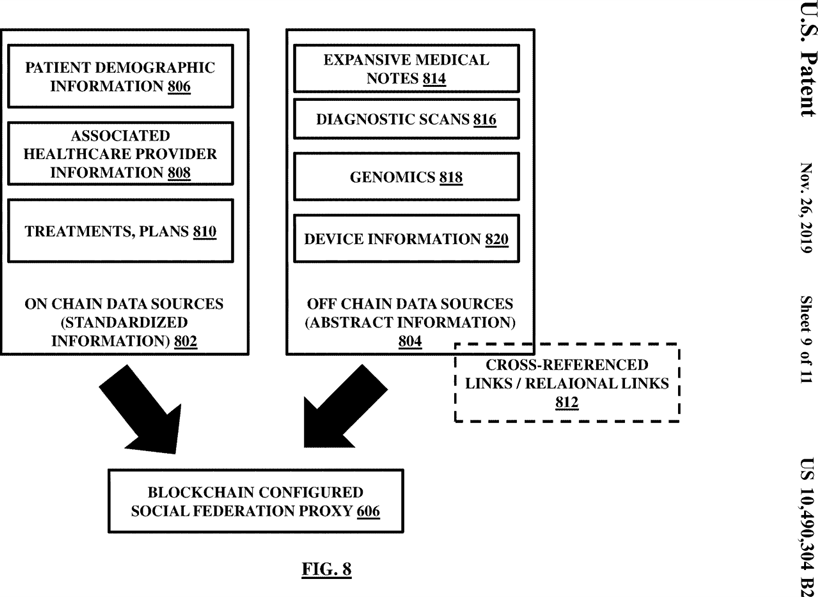 U.S. Patent
Nov. 26, 2019
Sheet 9 of 11
US 10,490,304 B2
PATIENT DEMOGRAPHIC
INFORMATION 806
ASSOCIATED
HEALTHCARE PROVIDER
INFORMATION 808
TREATMENTS, PLANS 810
ON CHAIN DATA SOURCES
(STANDARDIZED
INFORMATION) 802
EXPANSIVE MEDICAL
NOTES 814
DIAGNOSTIC SCANS 816
GENOMICS 818
DEVICE INFORMATION 820
OFF CHAIN DATA SOURCES
(ABSTRACT INFORMATION)
804
CROSS-REFERENCED
LINKS / RELAIONAL LINKS
812
BLOCKCHAIN CONFIGURED
SOCIAL FEDERATION PROXY 606
FIG. 8